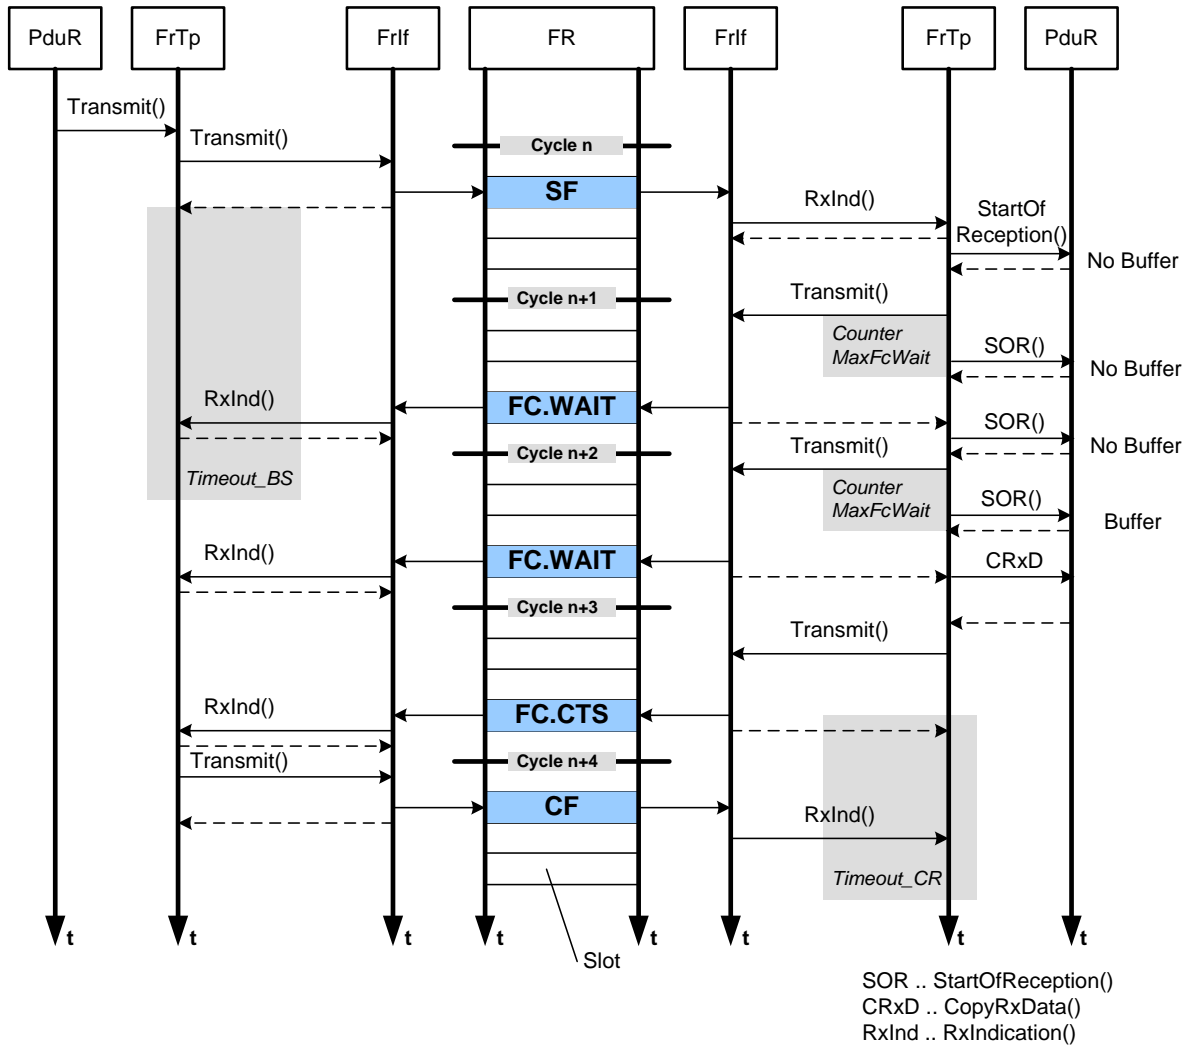 PduR FrTp FrIf FR FrIf FrTp PduR
Transmit()
Transmit()
Cycle n
SF
RxInd()
StartOf
Reception()
No Buffer
Cycle n+1
Transmit()
Counter
MaxFcWait
SOR()
No Buffer
RxInd()
FC.WAIT
SOR()
Transmit()
No Buffer
Cycle n+2
Timeout_BS
Counter
MaxFcWait
SOR()
Buffer
RxInd()
FC.WAIT
CRxD
Cycle n+3
Transmit()
RxInd()
FC.CTS
Transmit()
Cycle n+4
CF
RxInd()
Timeout_CR
t t t t t t t t
Slot
SOR .. StartOfReception()
CRxD .. CopyRxData()
RxInd .. RxIndication()